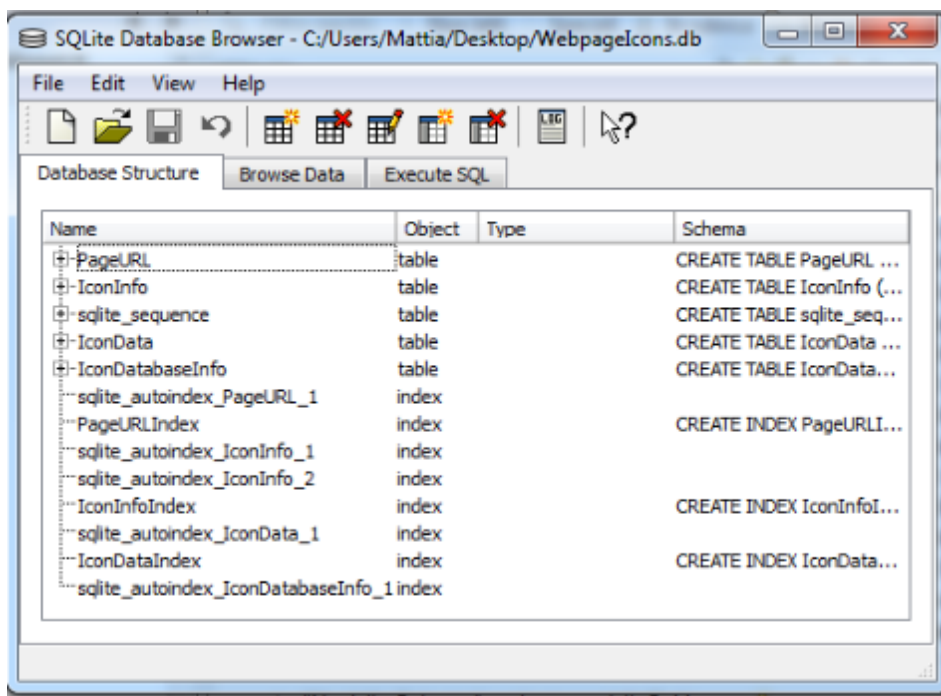 SQLite Database Browser - C:/Users/Mattia/Desktop/WebpageIcons.db
File Edit View Help
LOG
Database Structure Browse Data Execute SQL
Name Object Type Schema
PageURL table CREATE TABLE PageURL ...
IconInfo table CREATE TABLE IconInfo (...
sqlite_sequence table CREATE TABLE sqlite_seq...
IconData table CREATE TABLE IconData ...
IconDatabaseInfo table CREATE TABLE IconData...
sqlite_autoindex_PageURL_1 index
PageURLIndex index CREATE INDEX PageURLI...
sqlite_autoindex_IconInfo_1 index
sqlite_autoindex_IconInfo_2 index
IconInfoIndex index CREATE INDEX IconInfoI...
sqlite_autoindex_IconData_1 index
IconDataIndex index CREATE INDEX IconData...
sqlite_autoindex_IconDatabaseInfo_1 index